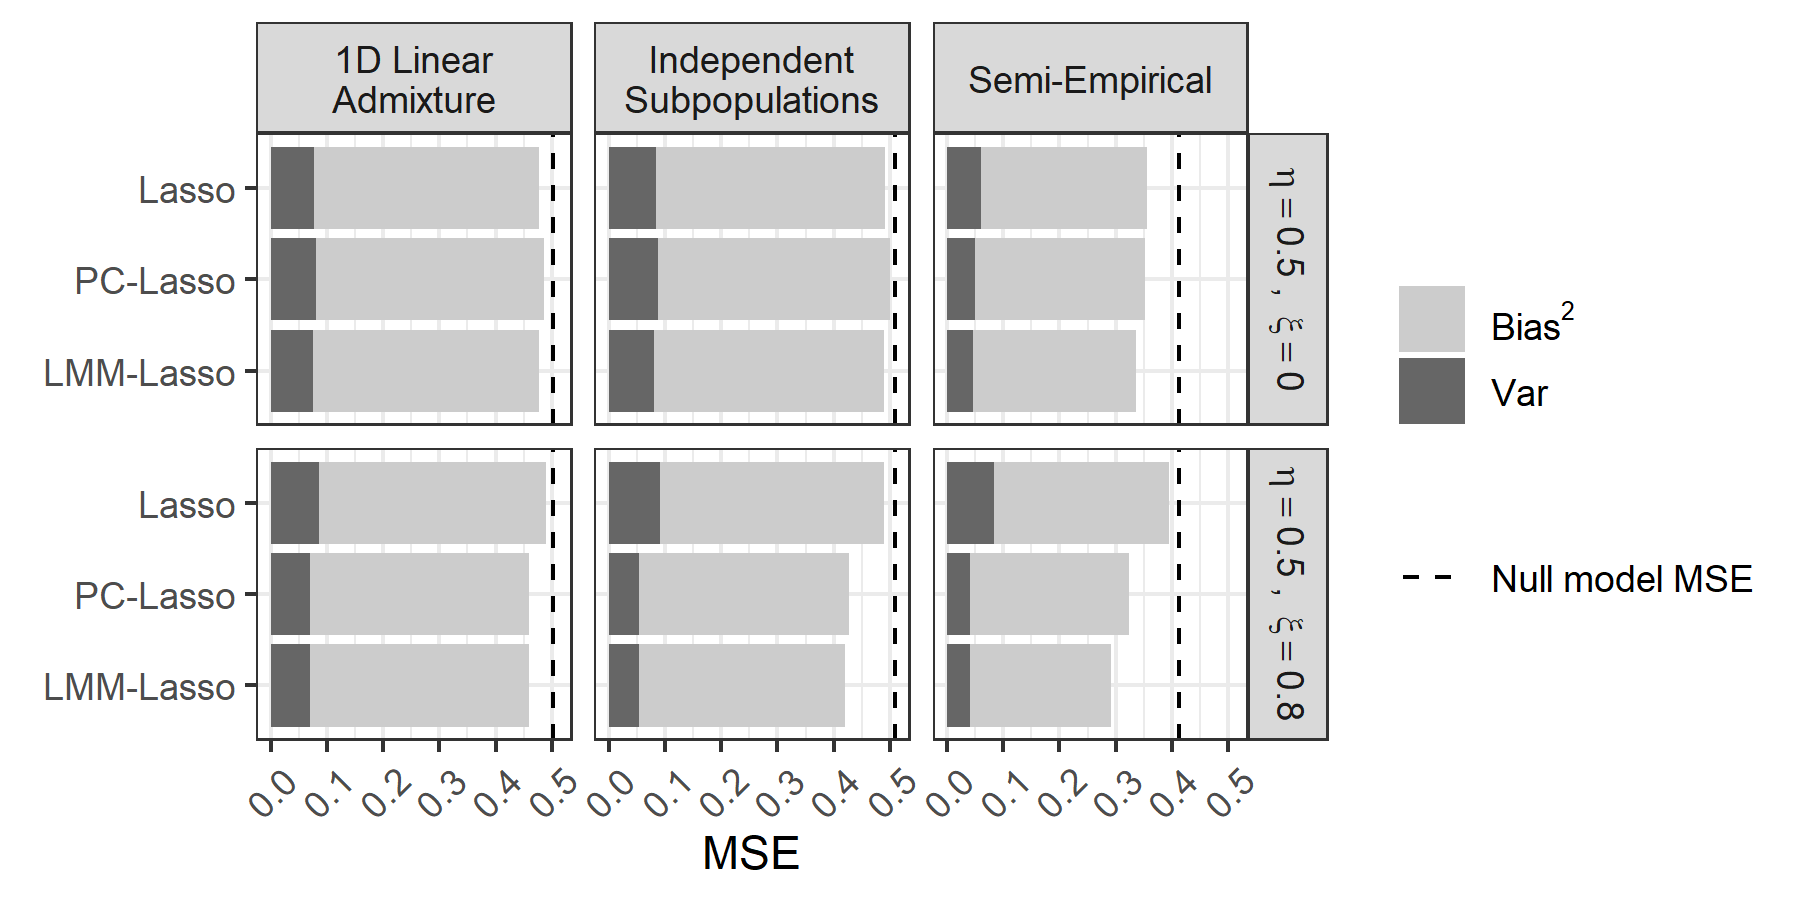 1D Linear
Admixture
Independent
Subpopulations
Semi-Empirical
Lasso
PC-Lasso
LMM-Lasso
η = 0.5 , ξ = 0
Lasso
PC-Lasso
LMM-Lasso
η = 0.5 , ξ = 0.8
0.0 0.1 0.2 0.3 0.4 0.5
0.0 0.1 0.2 0.3 0.4 0.5
0.0 0.1 0.2 0.3 0.4 0.5
MSE
Bias²
Var
Null model MSE